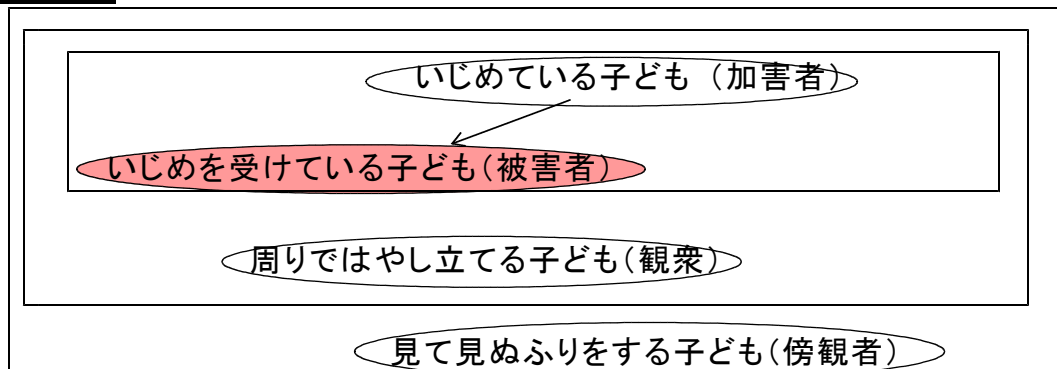 いじめている子ども（加害者）
いじめを受けている子ども（被害者）
周りではやし立てる子ども（観衆）
見て見ぬふりをする子ども（傍観者）